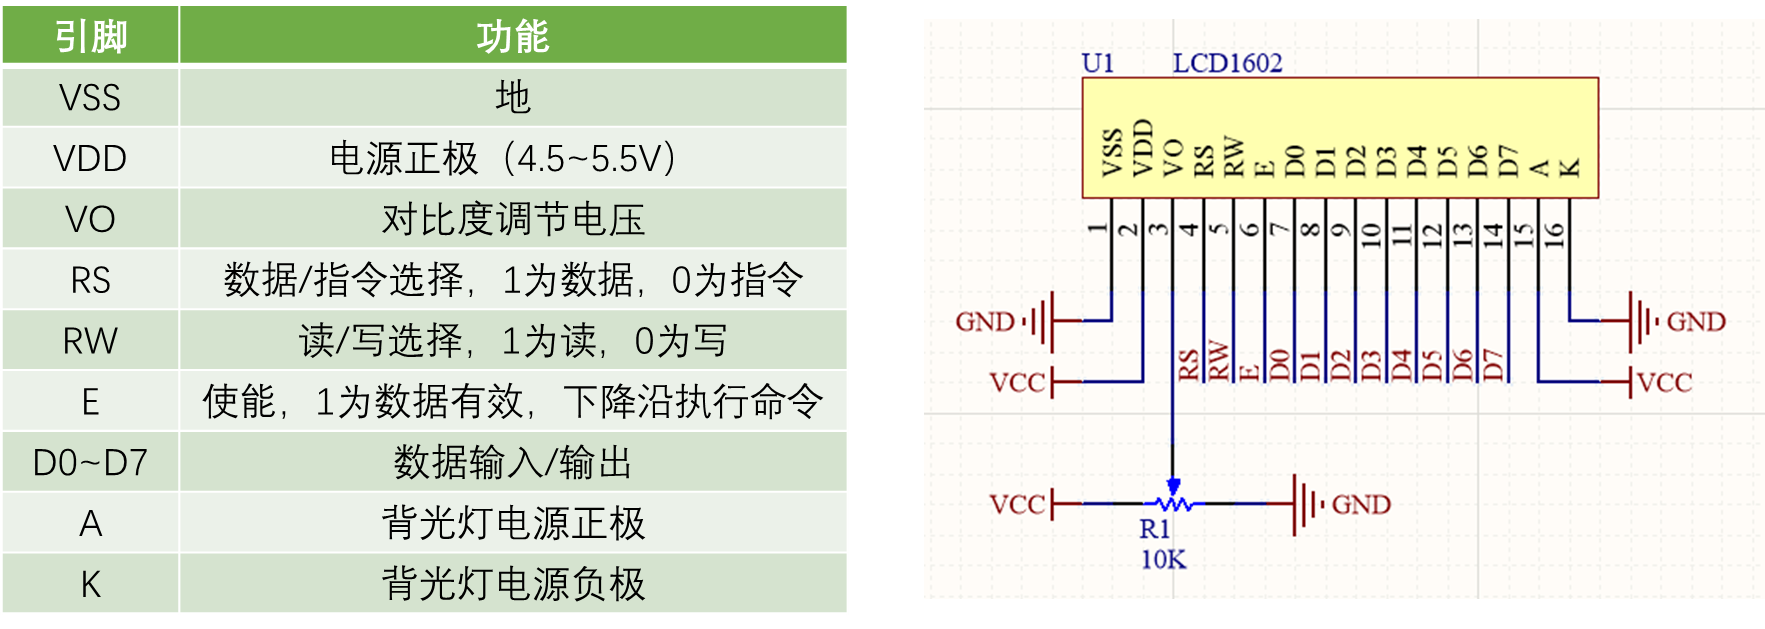 引脚 功能
VSS 地
VDD 电源正极（4.5~5.5V）
VO 对比度调节电压
RS 数据/指令选择，1为数据，0为指令
RW 读/写选择，1为读，0为写
E 使能，1为数据有效，下降沿执行命令
D0~D7 数据输入/输出
A 背光灯电源正极
K 背光灯电源负极
U1 LCD1602
VSS VDD VO RS RW E D0 D1 D2 D3 D4 D5 D6 D7 A K
1 2 3 4 5 6 7 8 9 10 11 12 13 14 15 16
GND GND
RS RW E D0 D1 D2 D3 D4 D5 D6 D7
VCC VCC
VCC GND
R1
10K